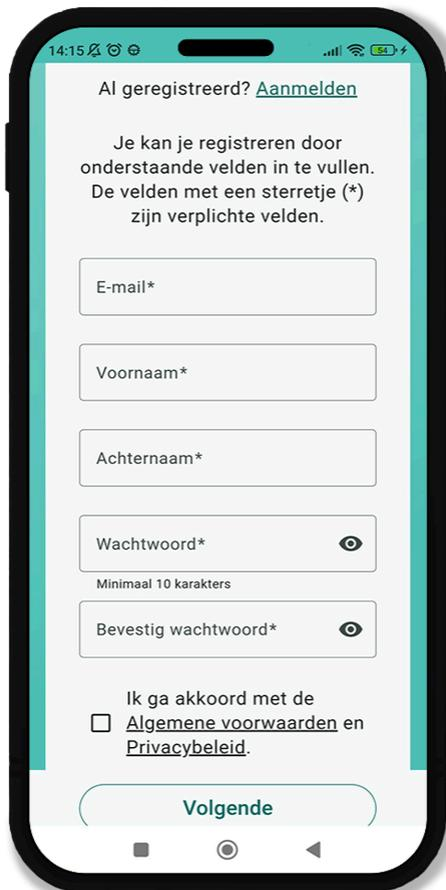 14:15
54
Al geregistreerd? Aanmelden
Je kan je registreren door
onderstaande velden in te vullen.
De velden met een sterretje (*)
zijn verplichte velden.
E-mail*
Voornaam*
Achternaam*
Wachtwoord*
Minimaal 10 karakters
Bevestig wachtwoord*
Ik ga akkoord met de
Algemene voorwaarden en
Privacybeleid.
Volgende